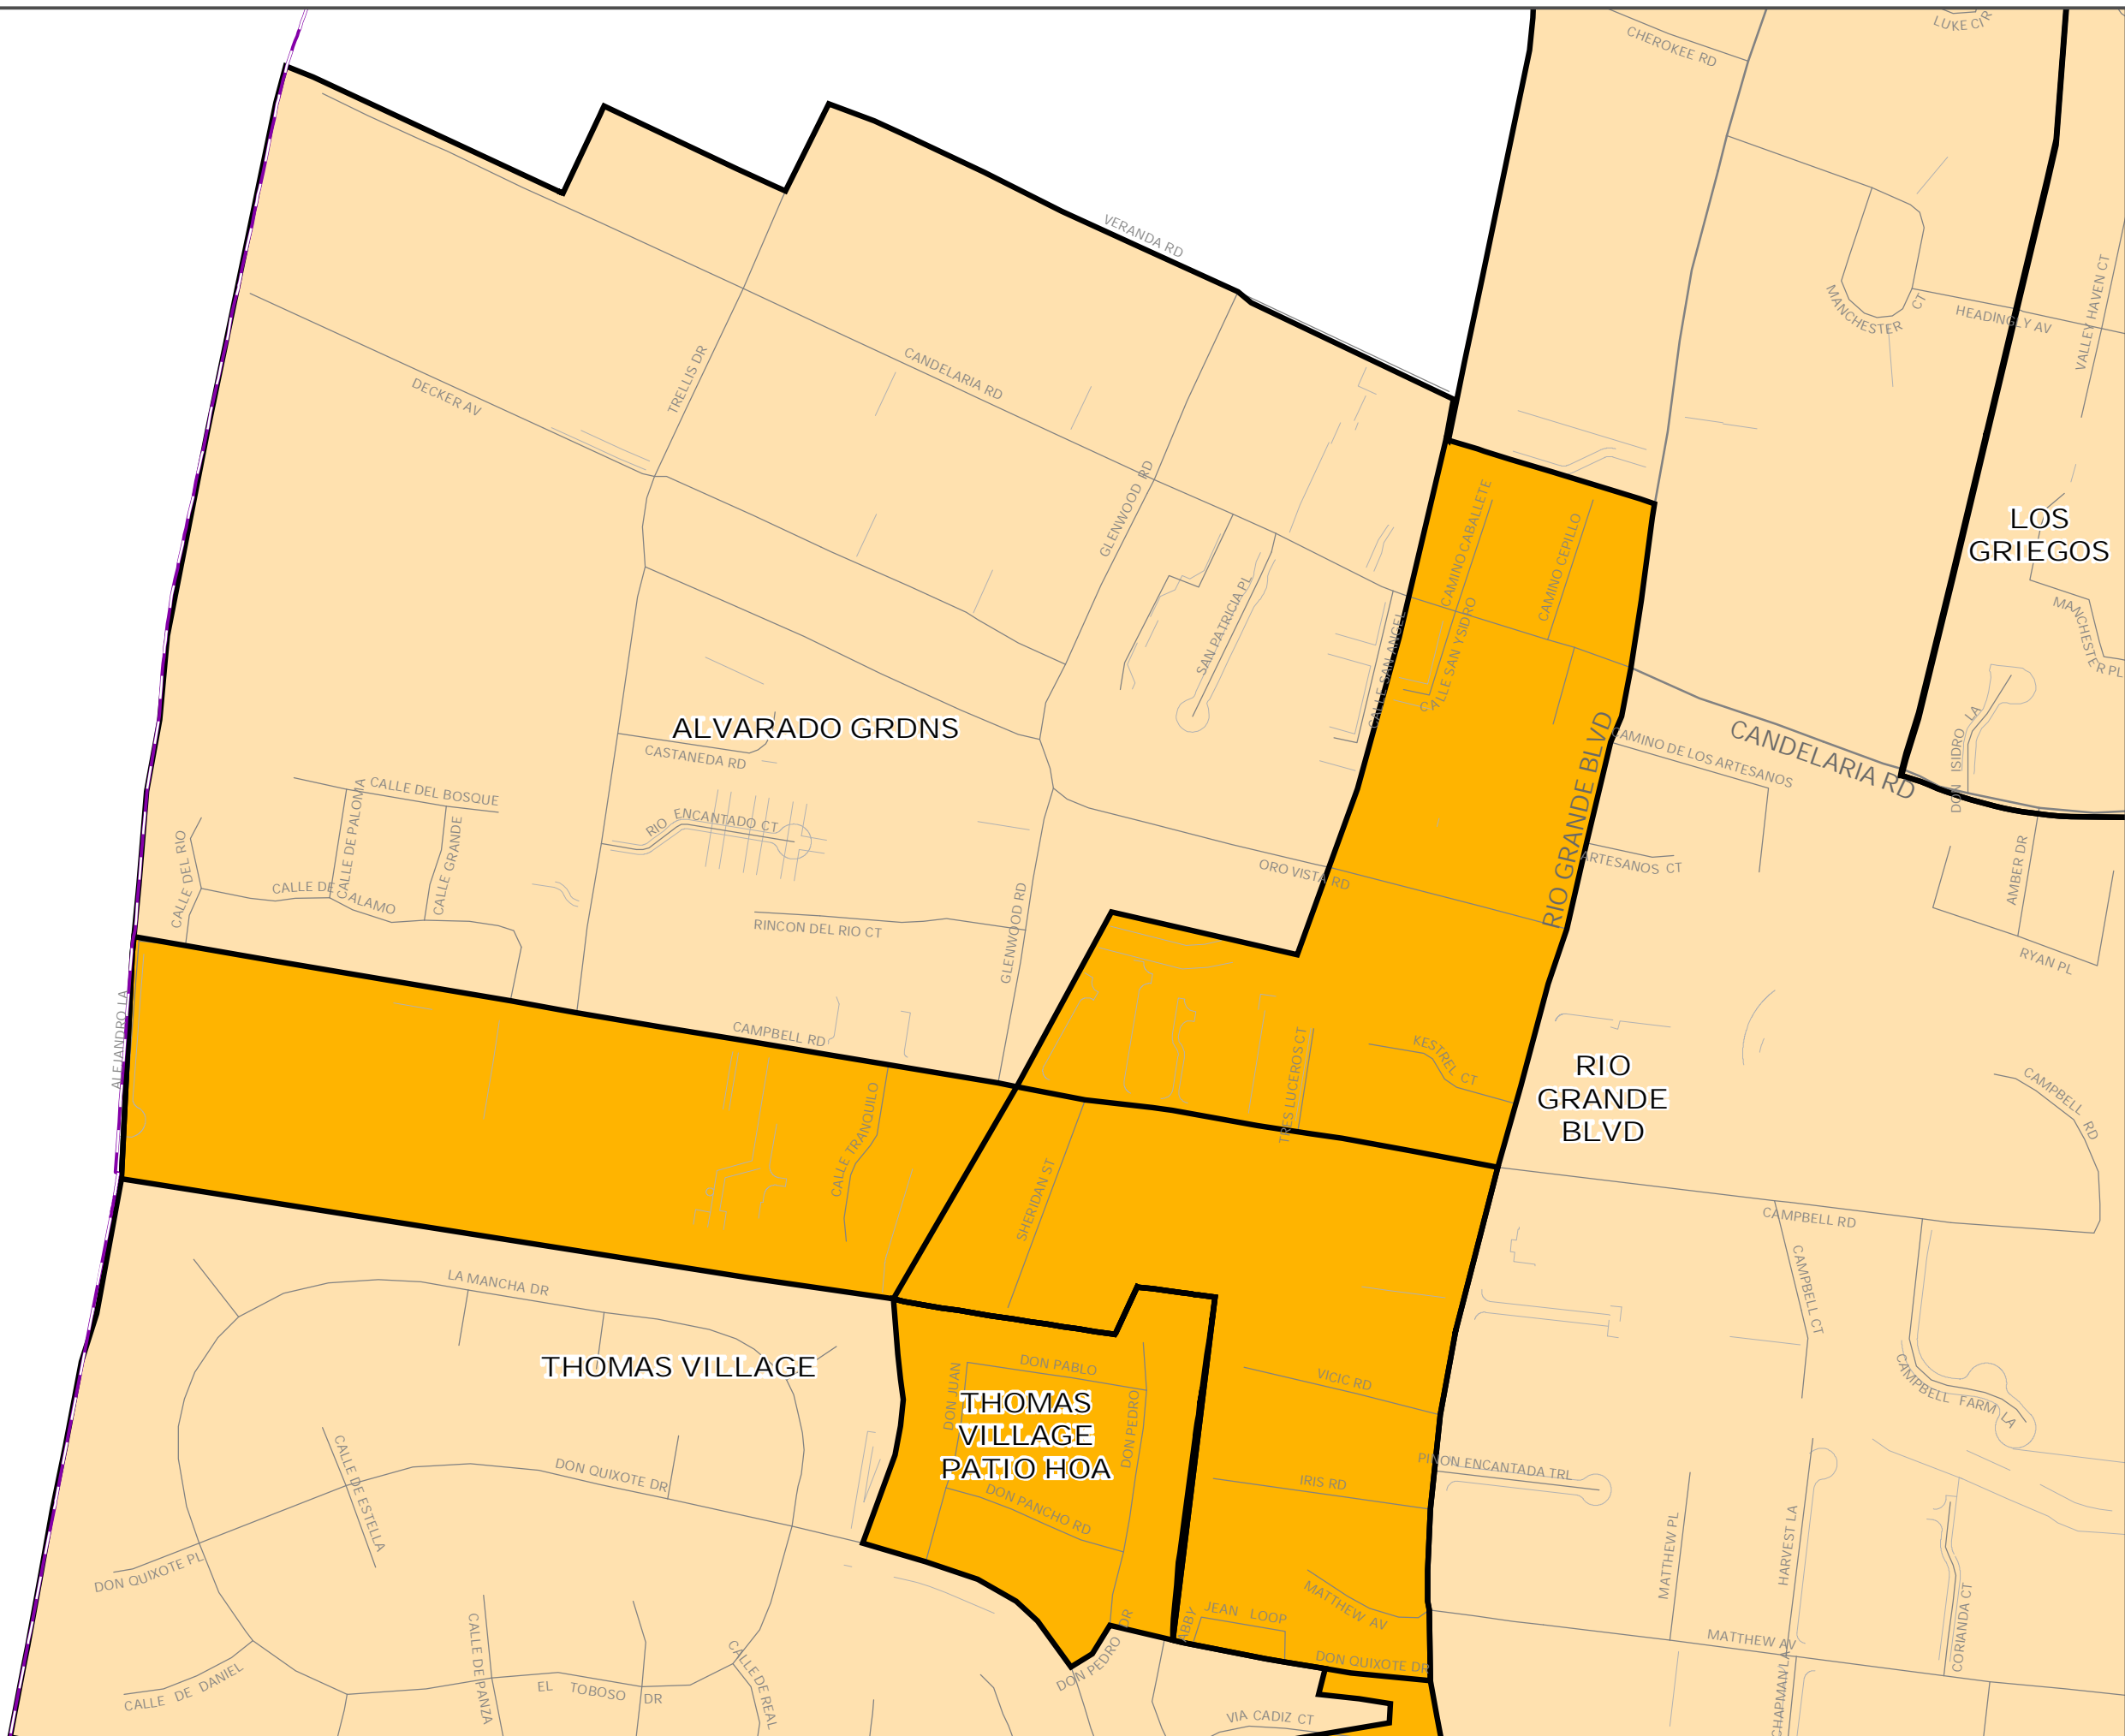 LUKE CIR
CHEROKEE RD
VERANDA RD
MANCHESTER CT
HEADINGLY AV
VALLEY HAVEN CT
DECKER AV
TRELLIS DR
CANDELARIA RD
GLENWOOD RD
CAMINO CABALLETE
CAMINO CEPILLO
LOS
GRIEGOS
SAN PATRICIA PL
CALLE SAN ANGEL
CALLE SAN YSIDRO
MANCHESTER PL
ALVARADO GRDNS
CASTANEDA RD
RIO GRANDE BLVD
CAMINO DE LOS ARTESANOS
CANDELARIA RD
DON ISIDRO LA
CALLE DEL BOSQUE
CALLE DE PALOMA
CALLE GRANDE
CALLE DEL RIO
CALLE DE ALAMO
RIO ENCANTADO CT
ORO VISTA RD
ARTESANOS CT
AMBER DR
RYAN PL
RINCON DEL RIO CT
GLENWOOD RD
ALEJANDRO LA
CAMPBELL RD
TRES LUCEROS CT
KESTREL CT
RIO
GRANDE
BLVD
CAMPBELL RD
CALLE TRANQUILO
SHERIDAN ST
CAMPBELL RD
CAMPBELL CT
LA MANCHA DR
THOMAS VILLAGE
DON PABLO
DON JUAN
DON PEDRO
THOMAS
VILLAGE
PATIO HOA
VICIC RD
CAMPBELL FARM LA
CALLE DE ESTELLA
DON QUIXOTE DR
DON PANCHO RD
IRIS RD
PINON ENCANTADA TRL
MATTHEW PL
HARVEST LA
DON QUIXOTE PL
MATTHEW AV
JEAN LOOP
ABBY
CORIANDA CT
MATTHEW AV
DON QUIXOTE DR
DON PEDRO DR
CALLE DE DANIEL
CALLE DE PANZA
EL TOBOSO DR
CALLE DE REAL
VIA CADIZ CT
CHAPMAN LA